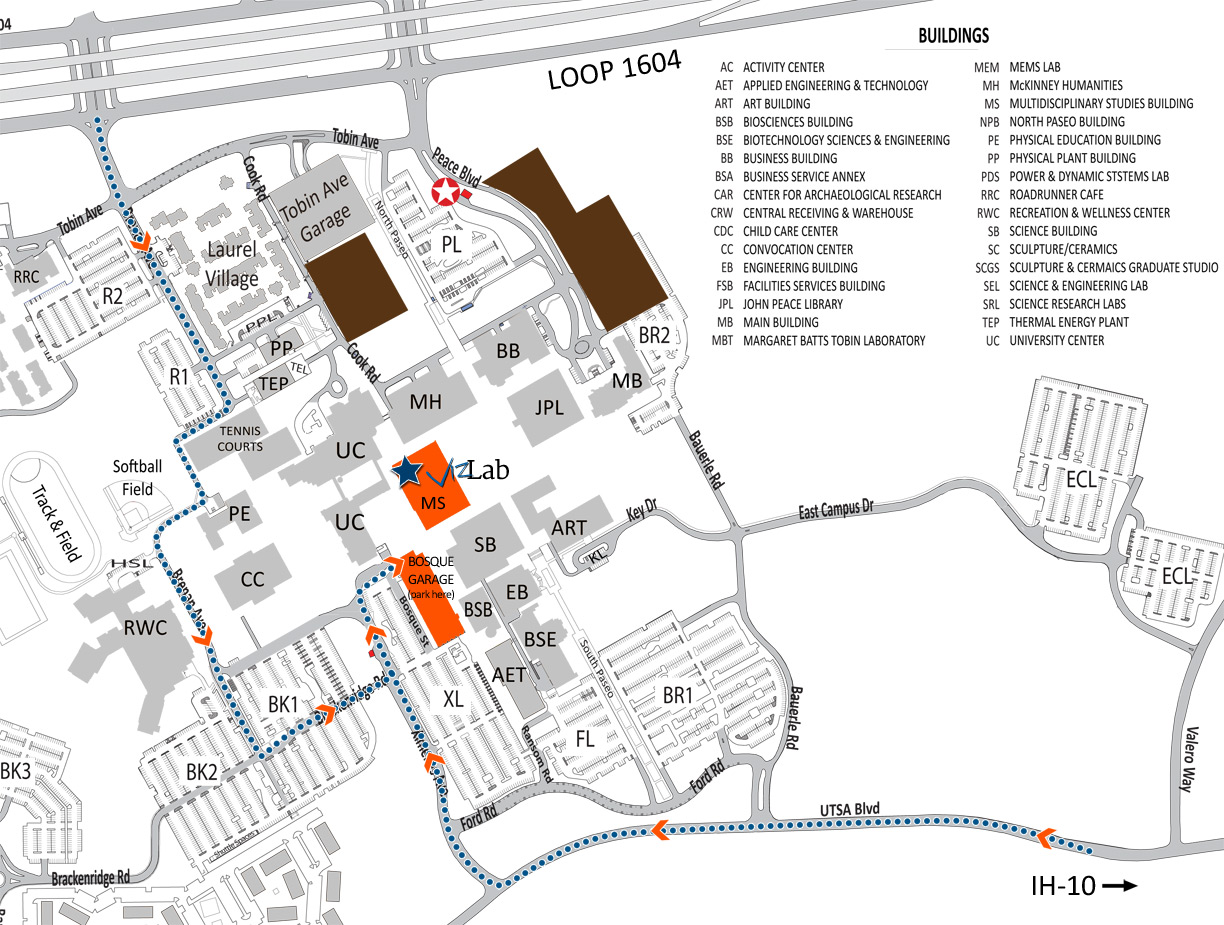 04
LOOP 1604
BUILDINGS
AC ACTIVITY CENTER
AET APPLIED ENGINEERING & TECHNOLOGY
ART ART BUILDING
BSB BIOSCIENCES BUILDING
BSE BIOTECHNOLOGY SCIENCES & ENGINEERING
BB BUSINESS BUILDING
BSA BUSINESS SERVICE ANNEX
CAR CENTER FOR ARCHAEOLOGICAL RESEARCH
CRW CENTRAL RECEIVING & WAREHOUSE
CDC CHILD CARE CENTER
CC CONVOCATION CENTER
EB ENGINEERING BUILDING
FSB FACILITIES SERVICES BUILDING
JPL JOHN PEACE LIBRARY
MB MAIN BUILDING
MBT MARGARET BATTS TOBIN LABORATORY
MEM MEMS LAB
MH McKINNEY HUMANITIES
MS MULTIDISCIPLINARY STUDIES BUILDING
NPB NORTH PASEO BUILDING
PE PHYSICAL EDUCATION BUILDING
PP PHYSICAL PLANT BUILDING
PDS POWER & DYNAMIC STSTEMS LAB
RRC ROADRUNNER CAFE
RWC RECREATION & WELLNESS CENTER
SB SCIENCE BUILDING
SC SCULPTURE/CERAMICS
SCGS SCULPTURE & CERMAICS GRADUATE STUDIO
SEL SCIENCE & ENGINEERING LAB
SRL SCIENCE RESEARCH LABS
TEP THERMAL ENERGY PLANT
UC UNIVERSITY CENTER
Tobin Ave
Peace Blvd
Cook Rd
Tobin Ave
Garage
North Paseo
PL
Tobin Ave
Laurel
Village
RRC
R2
PPL
PP
TEL
TEP
Cook Rd
R1
BB
BR2
MB
JPL
MH
TENNIS
COURTS
UC
VizLab
MS
Bauerle Rd
Softball
Field
Track & Field
PE
UC
ART
Key Dr
KL
East Campus Dr
ECL
ECL
SB
HSL
CC
BOSQUE
GARAGE
(park here)
Bosque St
BSB
EB
BSE
AET
South Paseo
RWC
BK1
XL
BR1
FL
Bauerle Rd
BK2
BK3
Ransom Rd
Ford Rd
Ford Rd
UTSA Blvd
Valero Way
Shuttle Spaces
Brackenridge Rd
IH-10